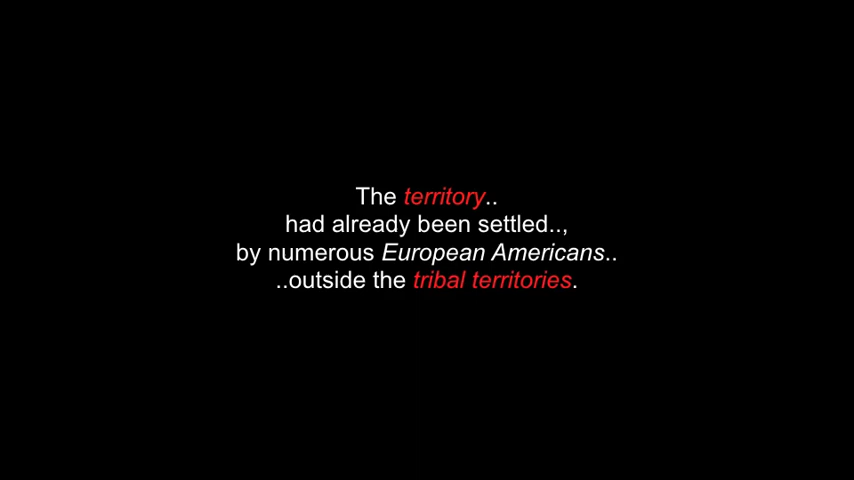 The territory..
had already been settled..,
by numerous European Americans..
..outside the tribal territories.